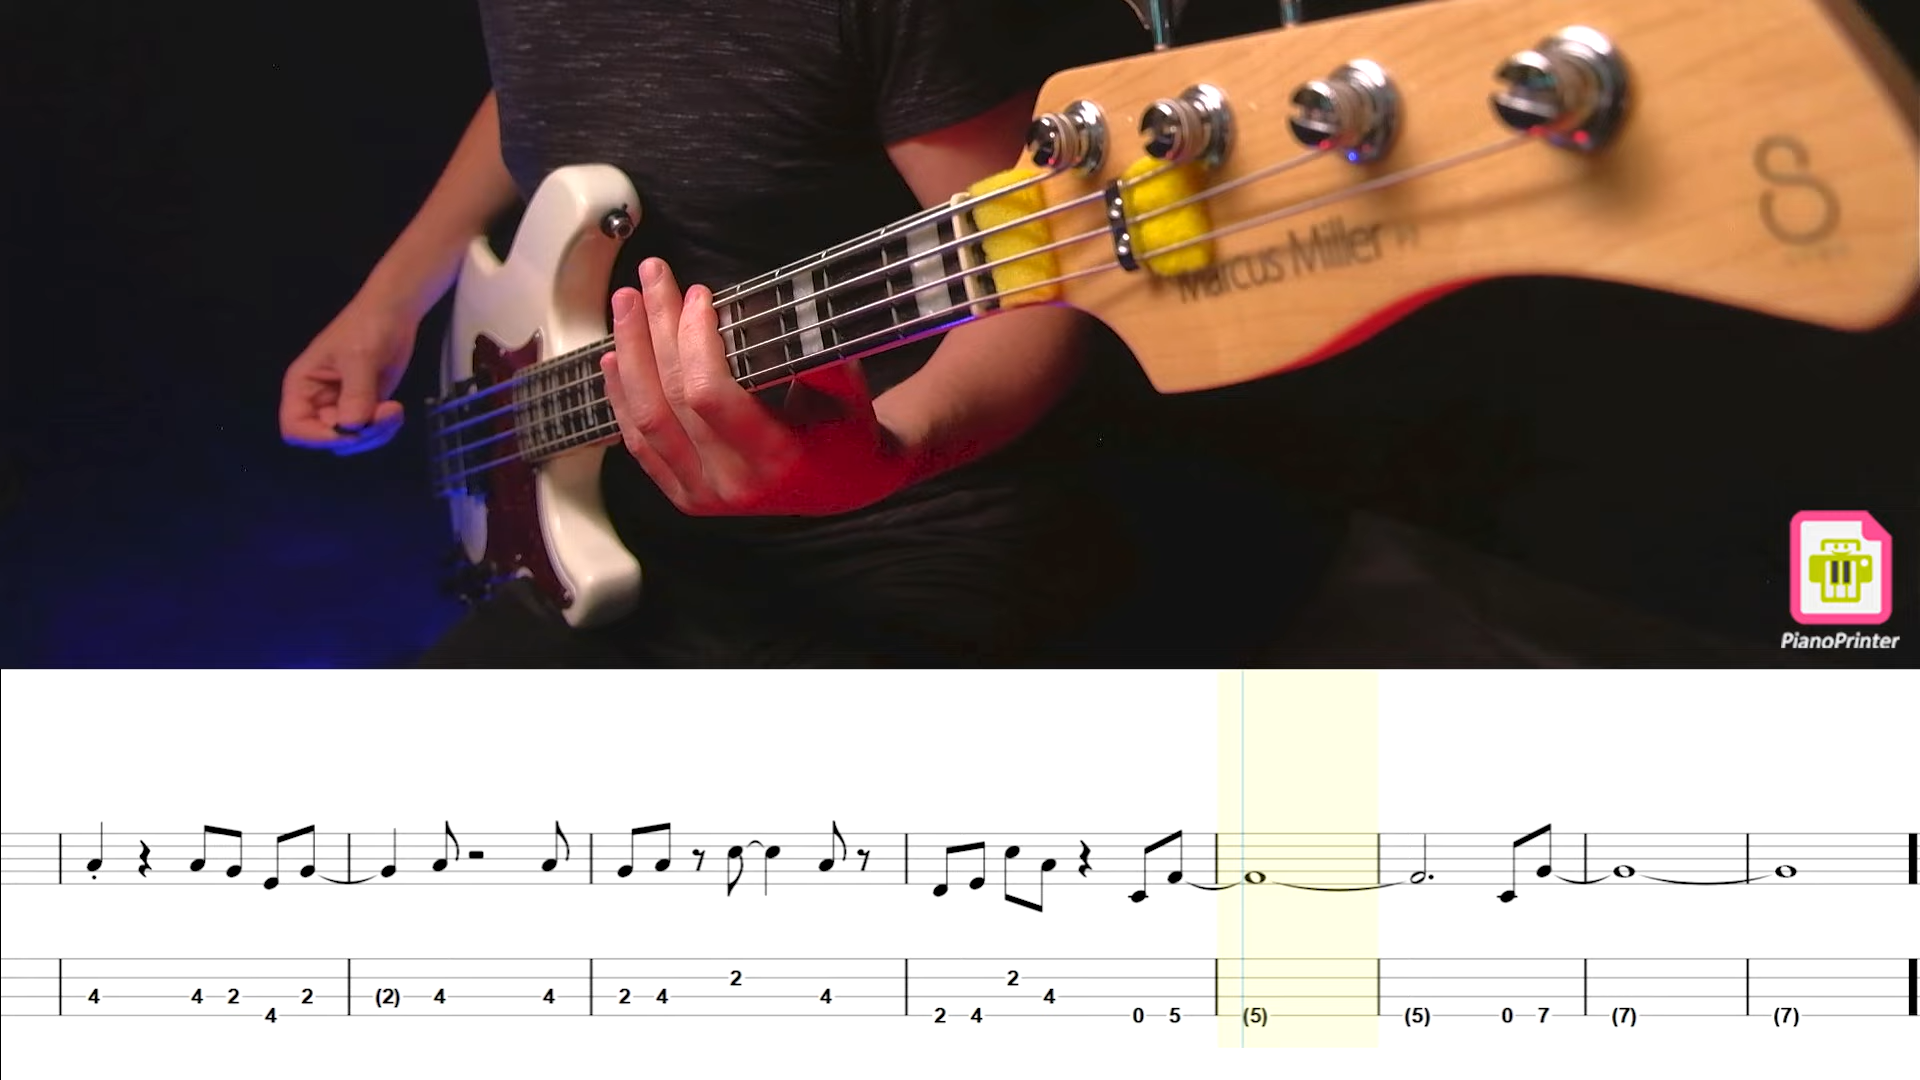 Marcus Miller
S
PianoPrinter
4 4 2 4 2 (2) 4 4 2 4 2 4 2 4 2 4 0 5 (5) (5) 0 7 (7) (7)